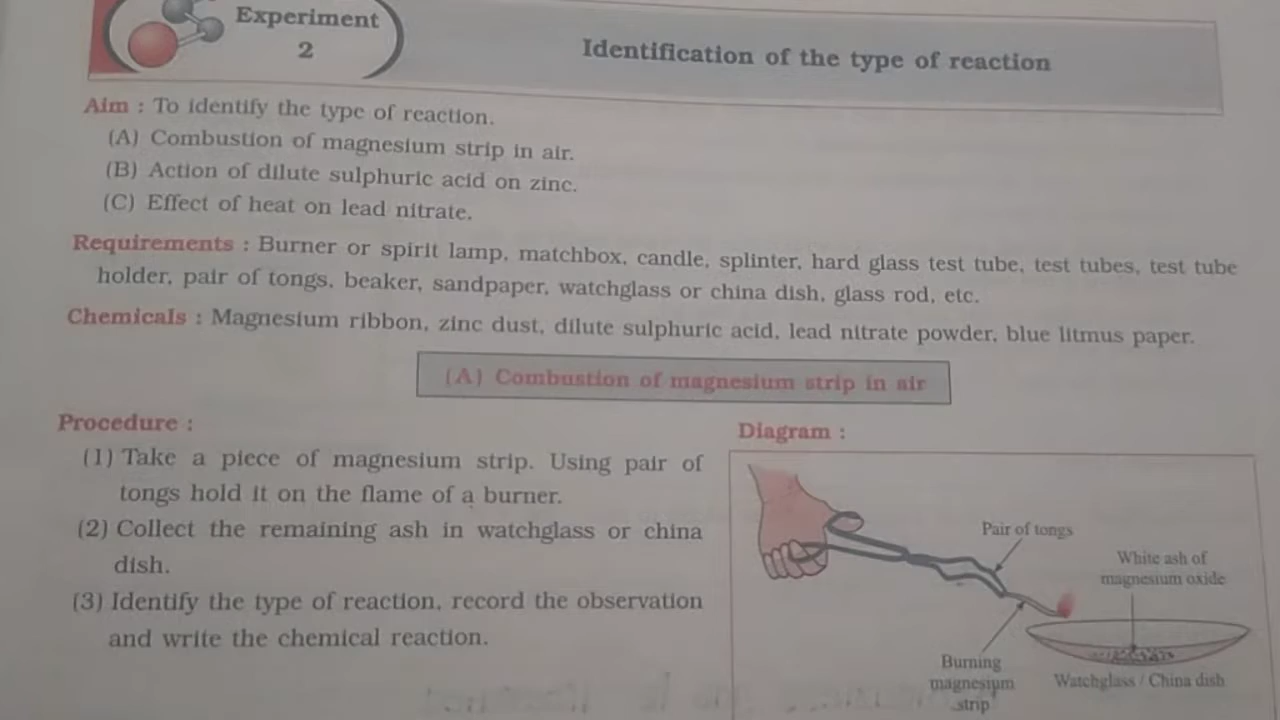 Experiment
2
Identification of the type of reaction
Aim : To identify the type of reaction.
(A) Combustion of magnesium strip in air.
(B) Action of dilute sulphuric acid on zinc.
(C) Effect of heat on lead nitrate.
Requirements : Burner or spirit lamp, matchbox, candle, splinter, hard glass test tube, test tubes, test tube
holder, pair of tongs, beaker, sandpaper, watchglass or china dish, glass rod, etc.
Chemicals : Magnesium ribbon, zinc dust, dilute sulphuric acid, lead nitrate powder, blue litmus paper.
(A) Combustion of magnesium strip in air
Procedure :
(1) Take a piece of magnesium strip. Using pair of
tongs hold it on the flame of a burner.
(2) Collect the remaining ash in watchglass or china
dish.
(3) Identify the type of reaction, record the observation
and write the chemical reaction.
Diagram :
Pair of tongs
White ash of
magnesium oxide
Burning
magnesium
strip
Watchglass / China dish